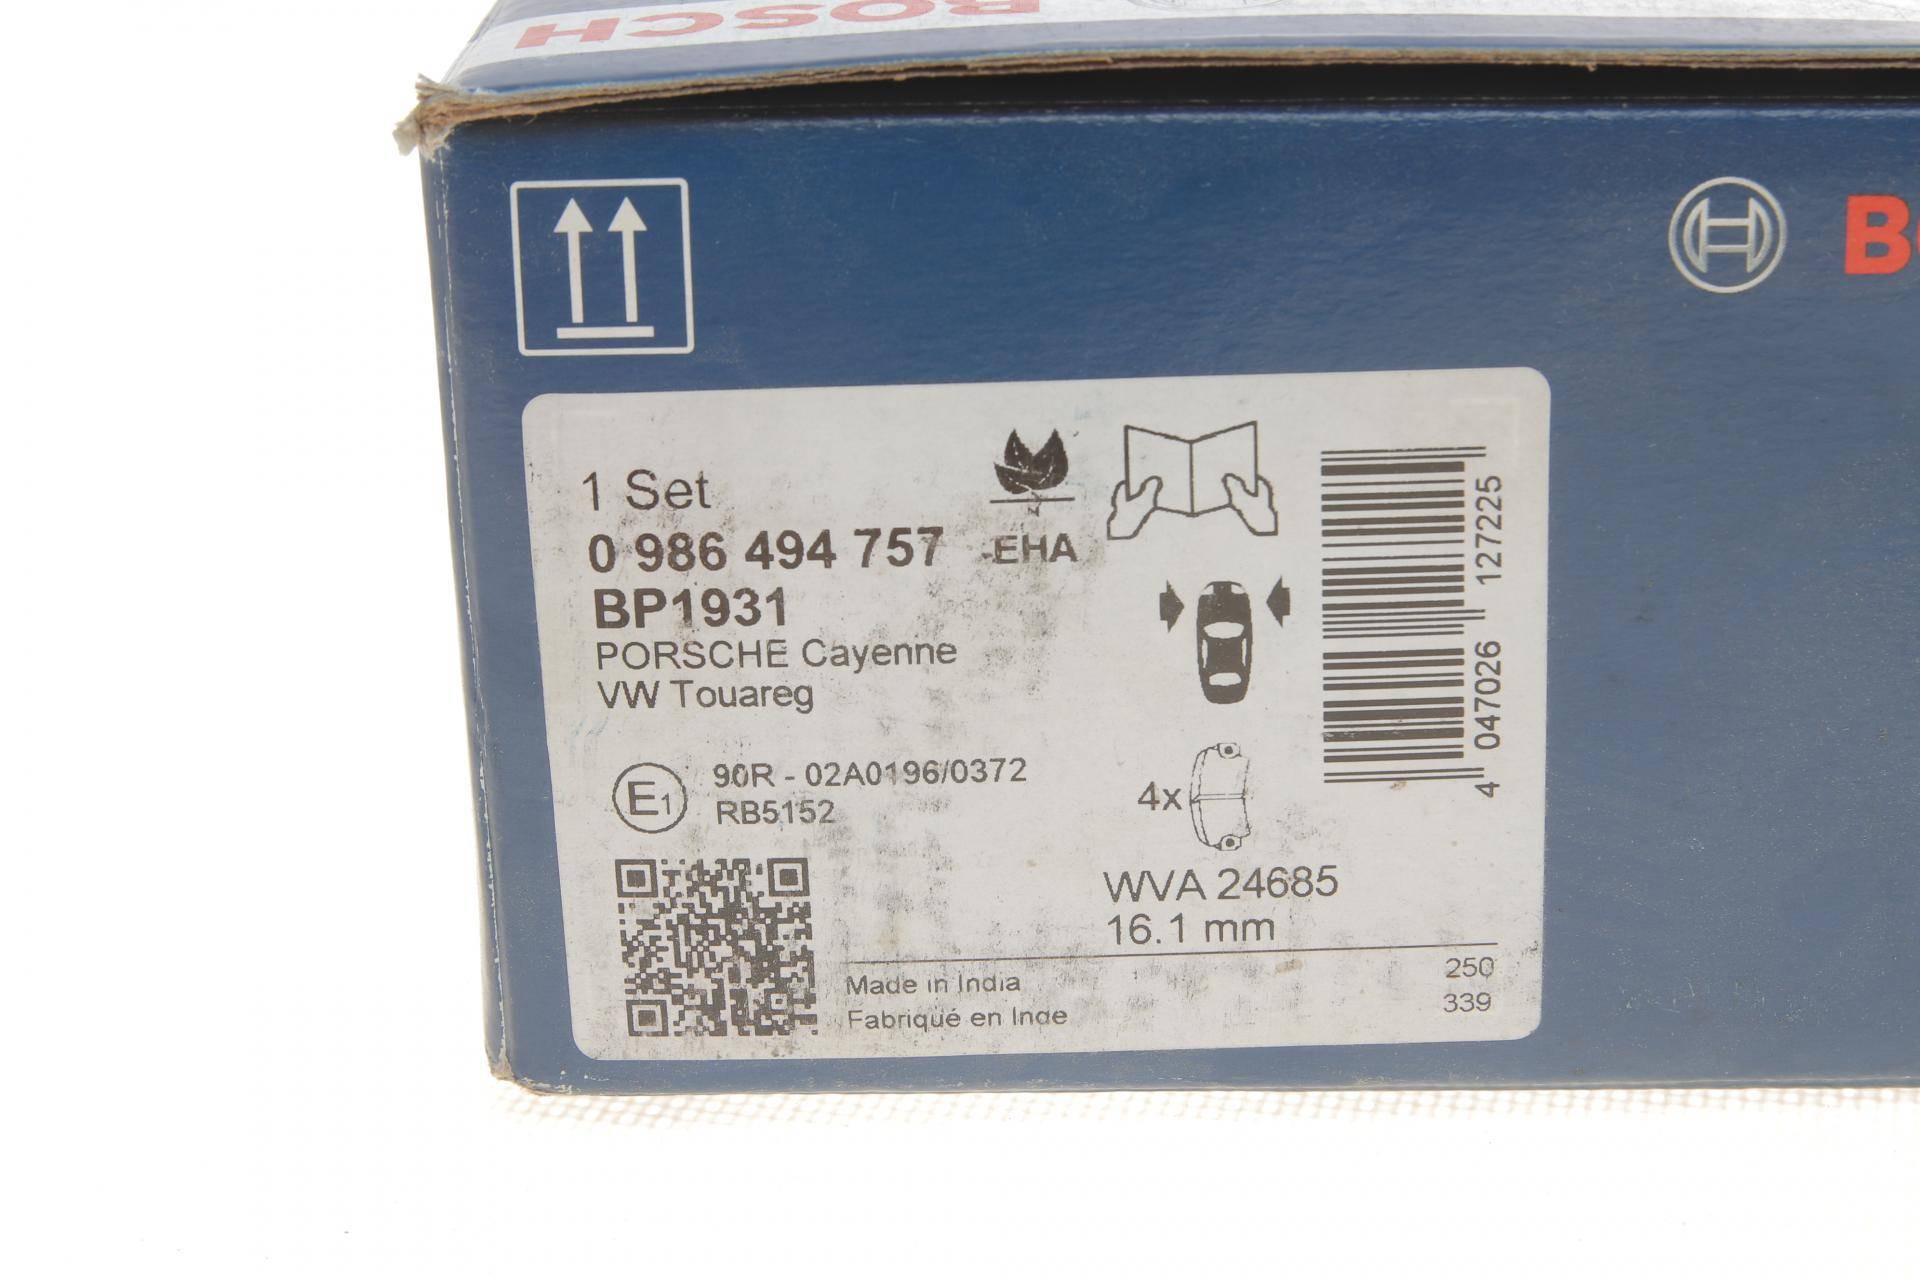 BOSCH
1 Set
0 986 494 757 -EHA
BP1931
PORSCHE Cayenne
VW Touareg
E1 90R - 02A0196/0372
RB5152
4x
WVA 24685
16.1 mm
Made in India
Fabriqué en Inde
250
339
4 047026 127225